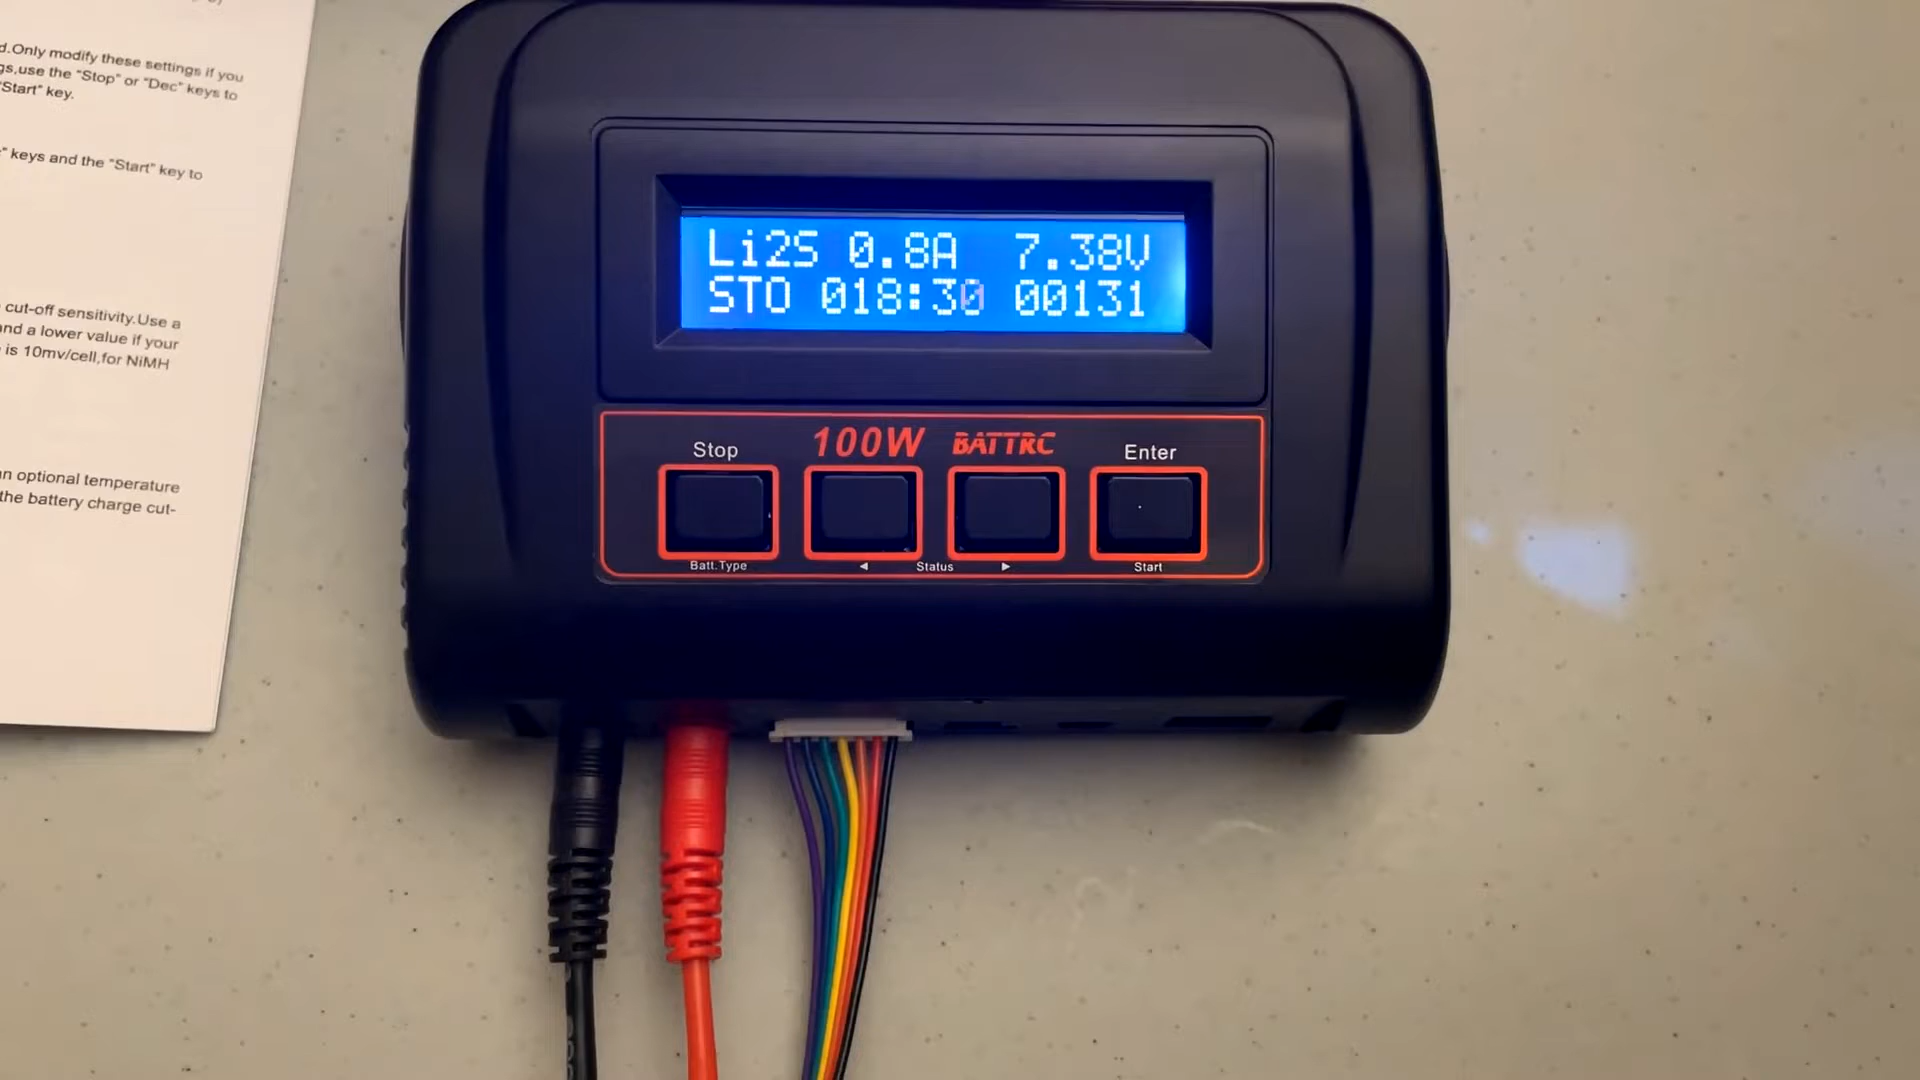 d.Only modify these settings if you
gs,use the "Stop" or "Dec" keys to
"Start" key.
" keys and the "Start" key to
cut-off sensitivity.Use a
and a lower value if your
is 10mv/cell,for NiMH
an optional temperature
the battery charge cut-
Li2S 0.8A 7.38V
STO 018:30 00131
Stop 100W BATTRC Enter
Batt.Type ◄ Status ► Start